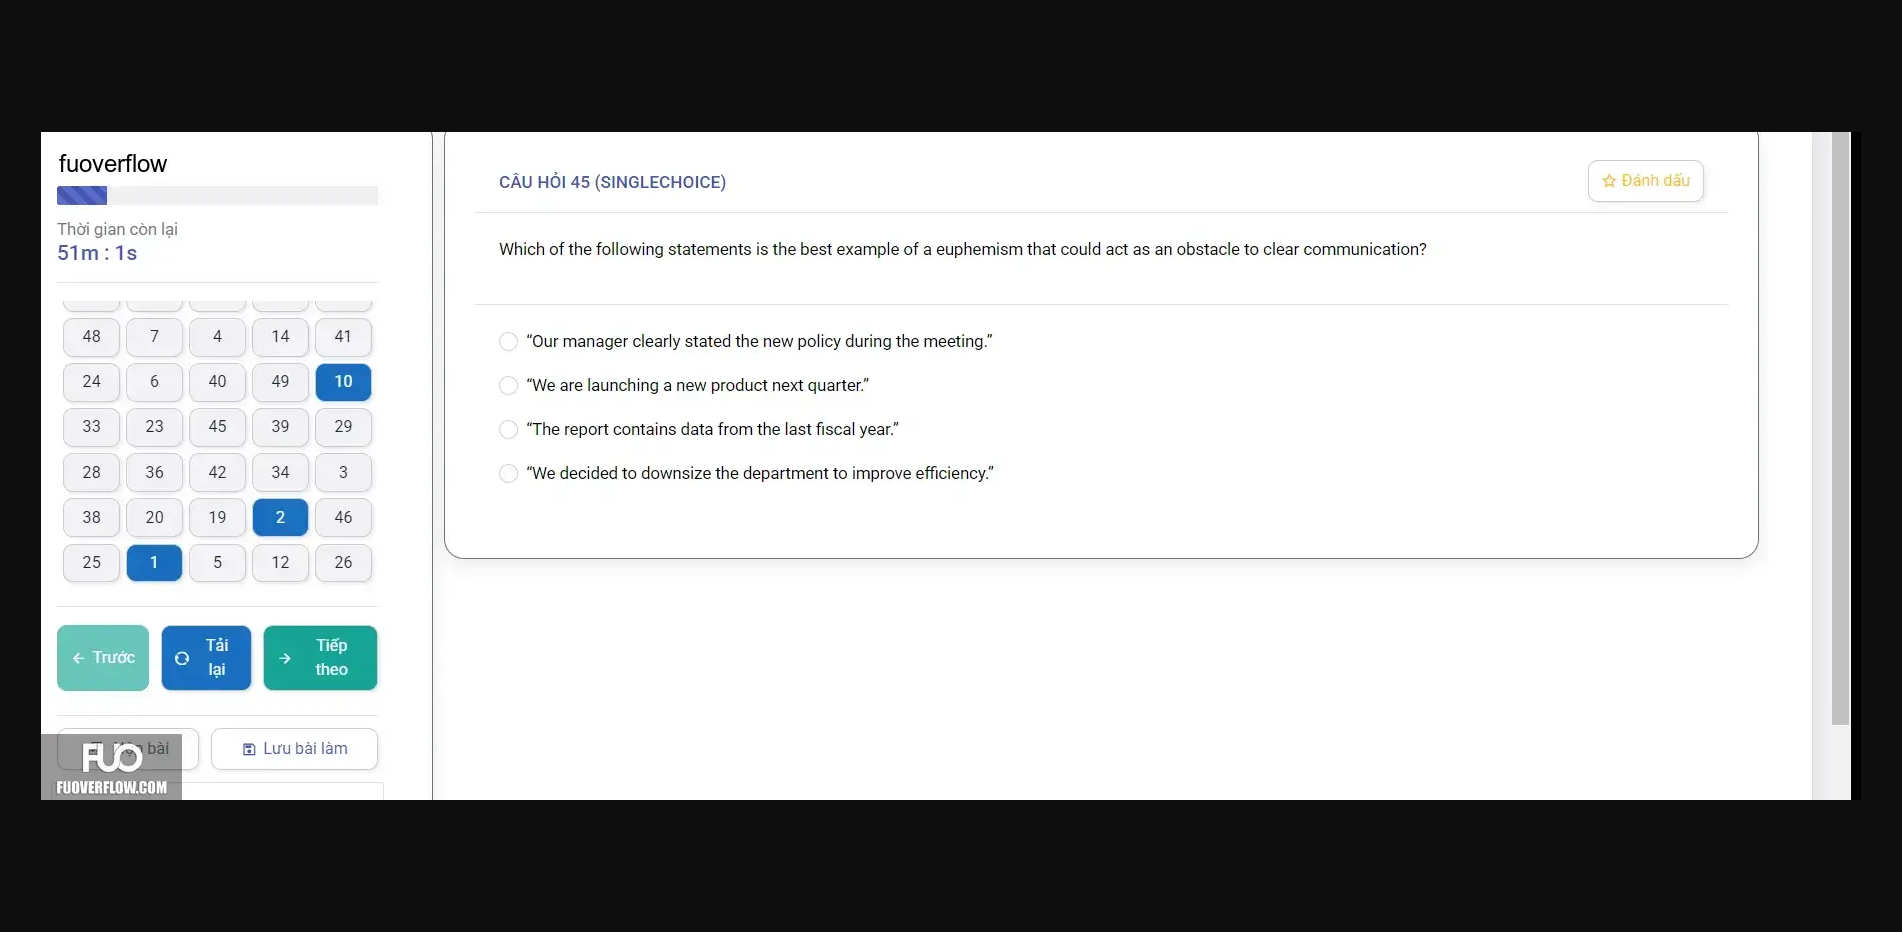 fuoverflow
Thời gian còn lại
51m : 1s
48 7 4 14 41
24 6 40 49 10
33 23 45 39 29
28 36 42 34 3
38 20 19 2 46
25 1 5 12 26
Trước
Tải lại
Tiếp theo
bài
Lưu bài làm
FUO
FUOVERFLOW.COM
CÂU HỎI 45 (SINGLECHOICE)
Đánh dấu
Which of the following statements is the best example of a euphemism that could act as an obstacle to clear communication?
“Our manager clearly stated the new policy during the meeting.”
“We are launching a new product next quarter.”
“The report contains data from the last fiscal year.”
“We decided to downsize the department to improve efficiency.”